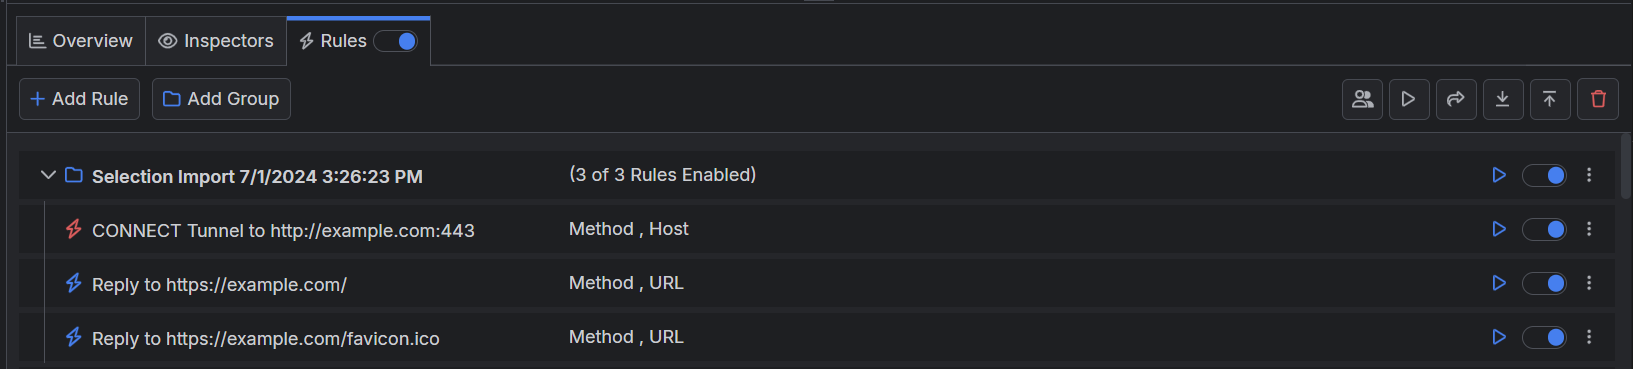 Overview Inspectors Rules
Add Rule Add Group
Selection Import 7/1/2024 3:26:23 PM (3 of 3 Rules Enabled)
CONNECT Tunnel to http://example.com:443 Method , Host
Reply to https://example.com/ Method , URL
Reply to https://example.com/favicon.ico Method , URL